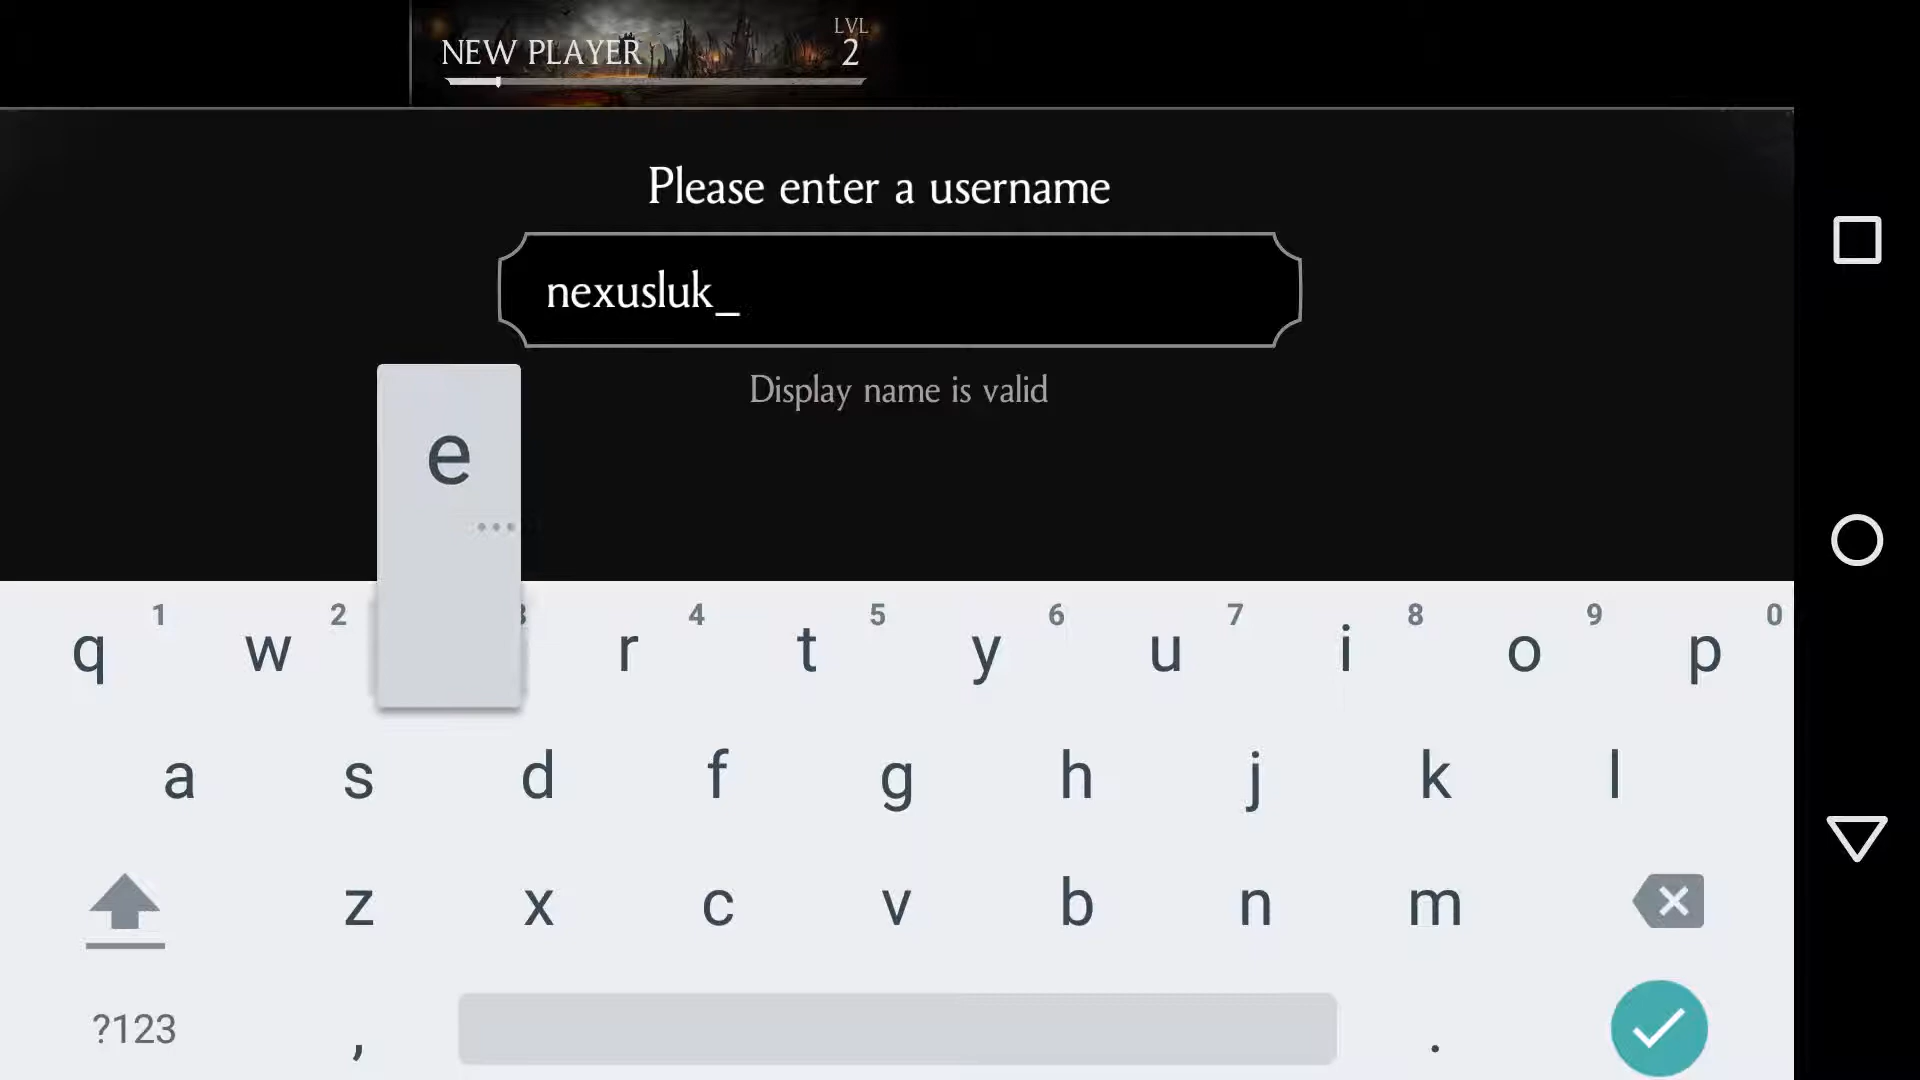 LVL
NEW PLAYER 2
Please enter a username
nexusluk_
Display name is valid
e
1 2 3 4 5 6 7 8 9 0
q w r t y u i o p
a s d f g h j k l
z x c v b n m
?123 , .